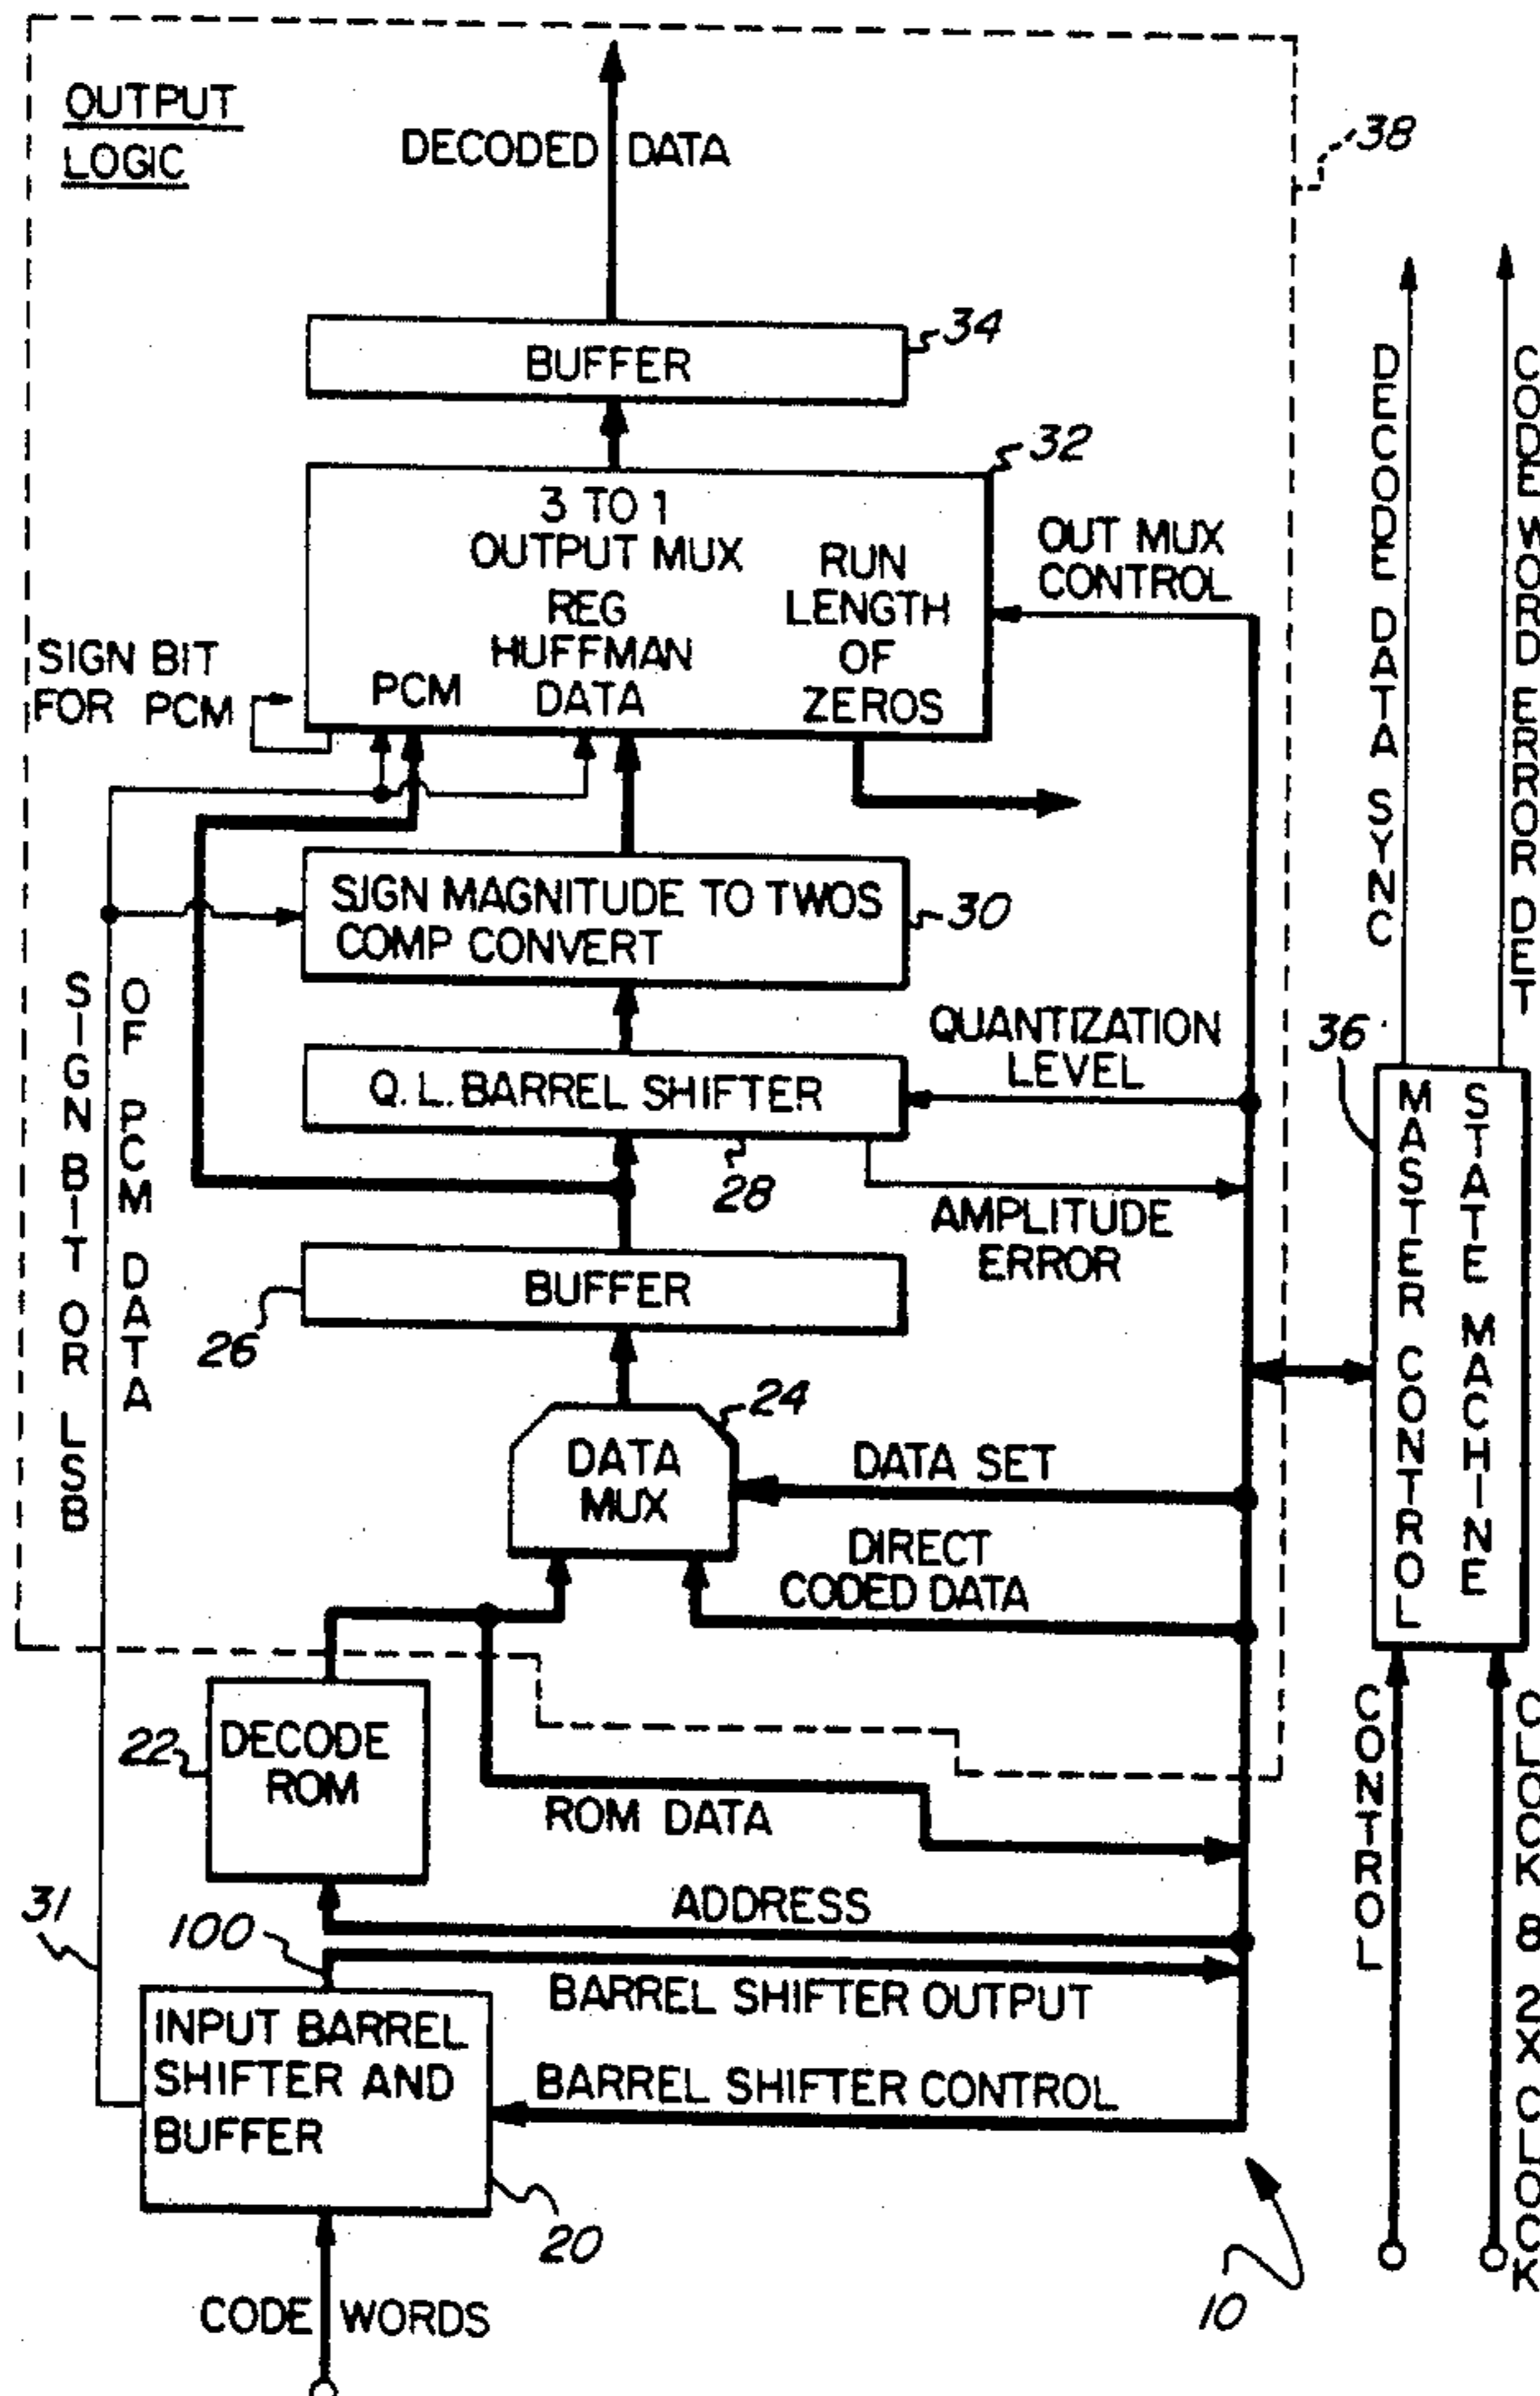 OUTPUT
LOGIC
DECODED DATA
38
34
BUFFER
32
3 TO 1
OUTPUT MUX
REG
HUFFMAN
DATA
RUN
LENGTH
OF
ZEROS
PCM
OUT MUX
CONTROL
SIGN BIT
FOR PCM
DECODE DATA SYNC
CODE WORD ERROR DET
SIGN MAGNITUDE TO TWOS
COMP CONVERT
30
SIGN BIT OR LSB
OF PCM DATA
QUANTIZATION
LEVEL
36
Q.L. BARREL SHIFTER
28
AMPLITUDE
ERROR
MASTER CONTROL
STATE MACHINE
BUFFER
26
24
DATA
MUX
DATA SET
DIRECT
CODED DATA
22
DECODE
ROM
ROM DATA
CONTROL
CLOCK 8 2X CLOCK
31
100
ADDRESS
BARREL SHIFTER OUTPUT
INPUT BARREL
SHIFTER AND
BUFFER
BARREL SHIFTER CONTROL
20
10
CODE WORDS